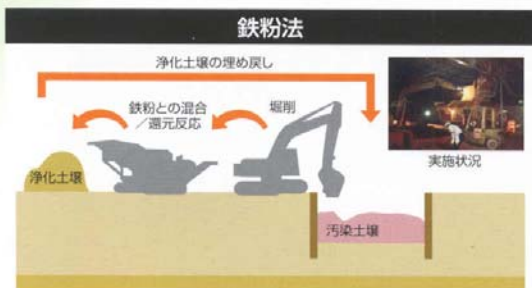 鉄粉法
浄化土壌の埋め戻し
鉄粉との混合
／還元反応
掘削
実施状況
浄化土壌
汚染土壌